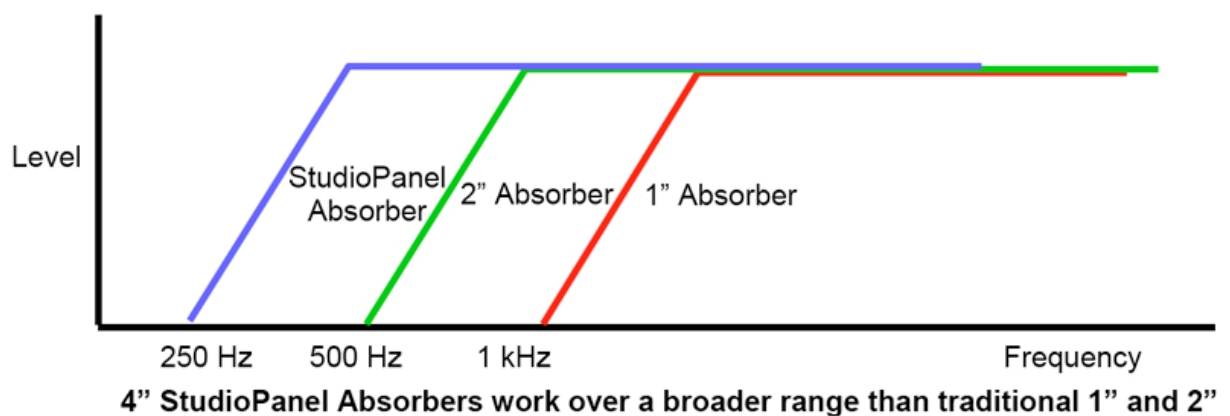 Level
StudioPanel
Absorber
2” Absorber
1” Absorber
250 Hz
500 Hz
1 kHz
Frequency
4” StudioPanel Absorbers work over a broader range than traditional 1” and 2”